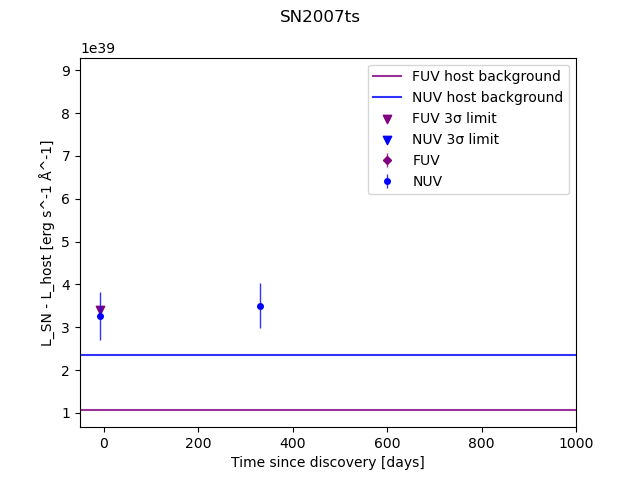 SN2007ts
1e39
9
8
7
6
5
4
3
2
1
L_SN - L_host [erg s^-1 Å^-1]
FUV host background
NUV host background
FUV 3σ limit
NUV 3σ limit
FUV
NUV
0 200 400 600 800 1000
Time since discovery [days]